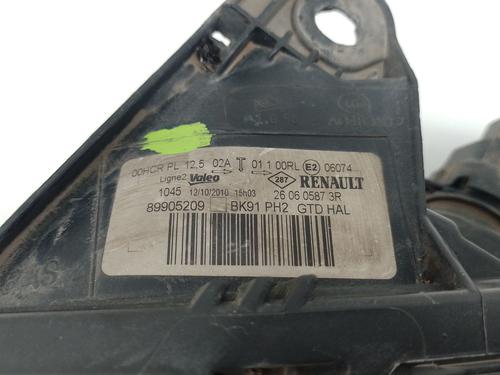 00HCR PL 12.5 02A T 01 1 00RL E2 06074
Ligne2 Valeo 287 RENAULT
1045 12/10/2010 15h03 26 06 0587 3R
89905209 BK91 PH2 GTD HAL